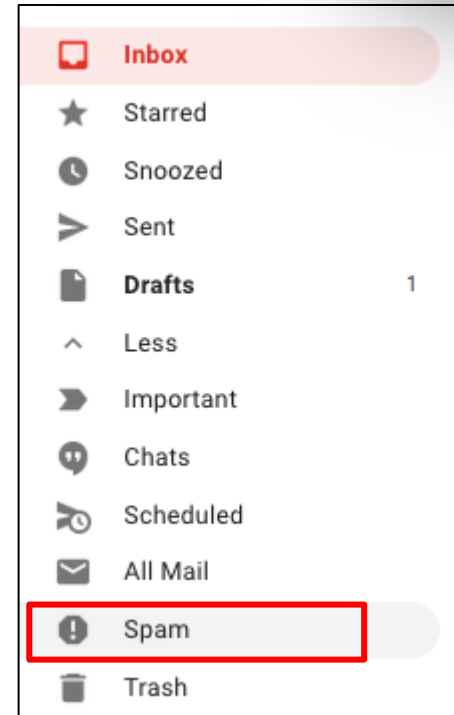 Inbox
Starred
Snoozed
Sent
Drafts 1
Less
Important
Chats
Scheduled
All Mail
Spam
Trash